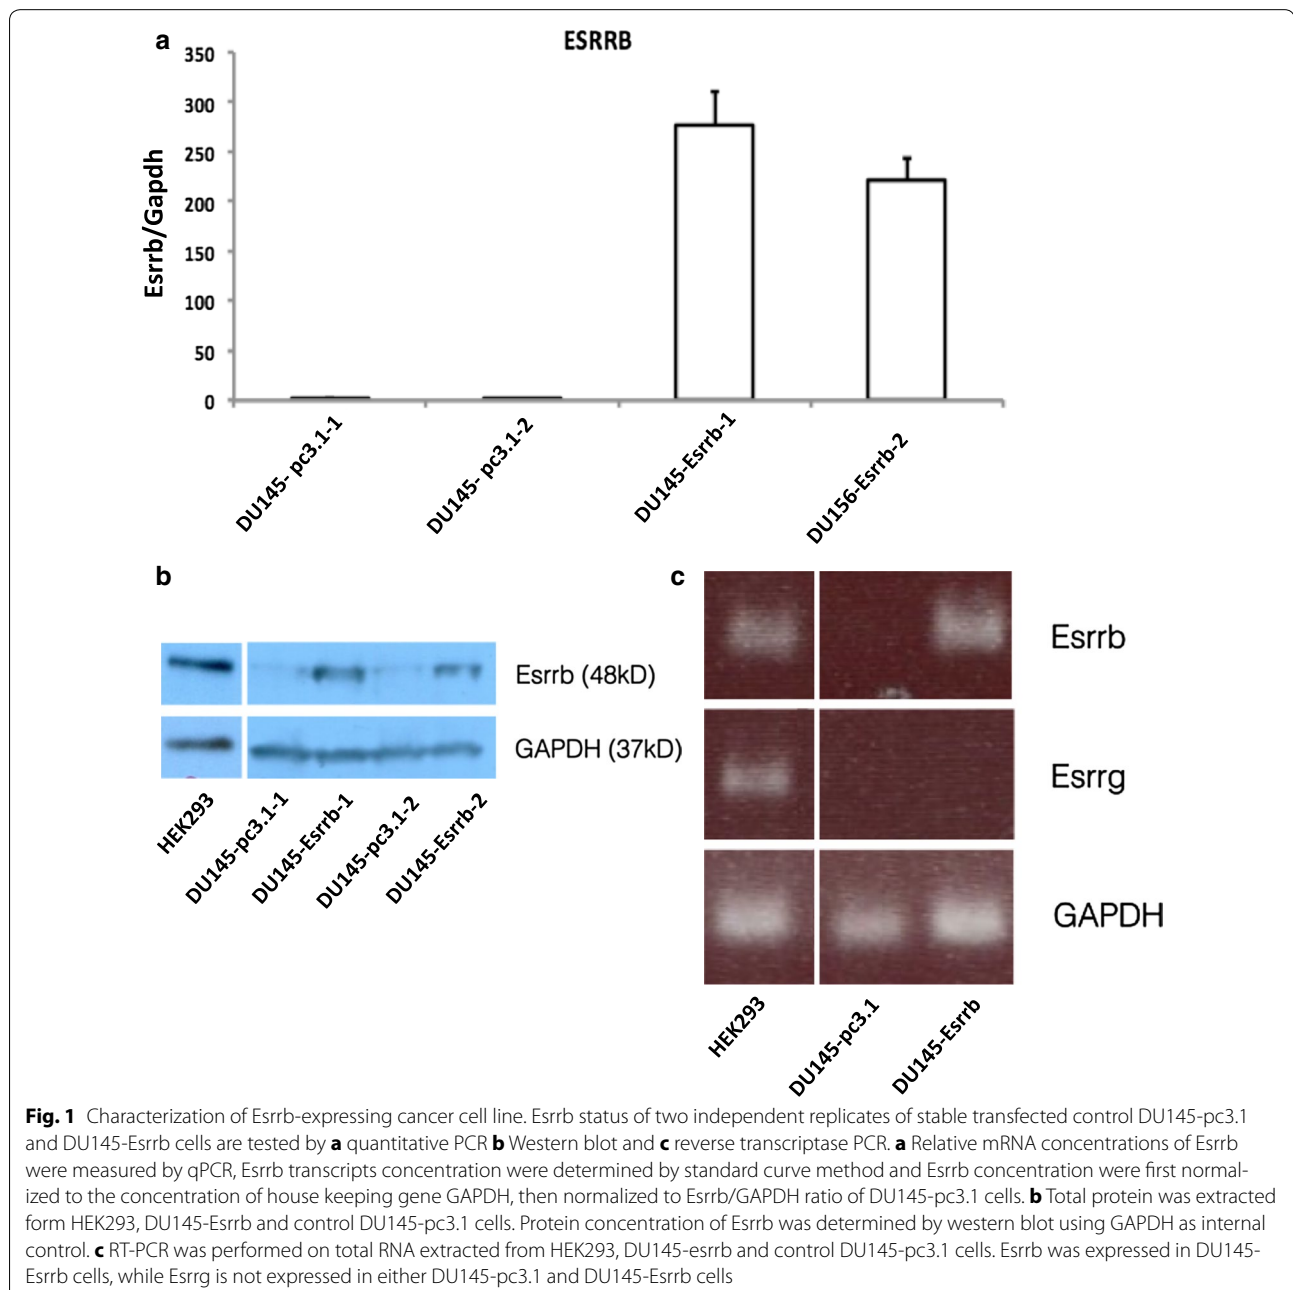 a
ESRRB
Esrrb/Gapdh
350
300
250
200
150
100
50
0
DU145- pc3.1-1
DU145- pc3.1-2
DU145-Esrrb-1
DU156-Esrrb-2
b
Esrrb (48kD)
GAPDH (37kD)
HEK293
DU145-pc3.1-1
DU145-Esrrb-1
DU145-pc3.1-2
DU145-Esrrb-2
c
Esrrb
Esrrg
GAPDH
HEK293
DU145-pc3.1
DU145-Esrrb
Fig. 1 Characterization of Esrrb-expressing cancer cell line. Esrrb status of two independent replicates of stable transfected control DU145-pc3.1
and DU145-Esrrb cells are tested by a quantitative PCR b Western blot and c reverse transcriptase PCR. a Relative mRNA concentrations of Esrrb
were measured by qPCR, Esrrb transcripts concentration were determined by standard curve method and Esrrb concentration were first normal-
ized to the concentration of house keeping gene GAPDH, then normalized to Esrrb/GAPDH ratio of DU145-pc3.1 cells. b Total protein was extracted
form HEK293, DU145-Esrrb and control DU145-pc3.1 cells. Protein concentration of Esrrb was determined by western blot using GAPDH as internal
control. c RT-PCR was performed on total RNA extracted from HEK293, DU145-esrrb and control DU145-pc3.1 cells. Esrrb was expressed in DU145-
Esrrb cells, while Esrrg is not expressed in either DU145-pc3.1 and DU145-Esrrb cells